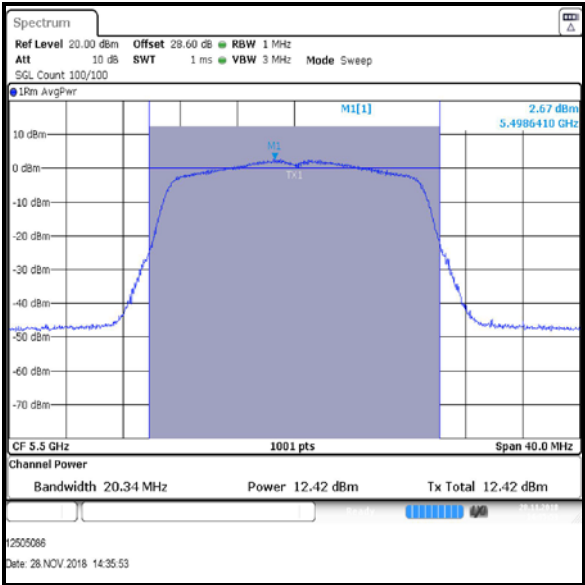 Spectrum
Ref Level 20.00 dBm Offset 28.60 dB RBW 1 MHz
Att 10 dB SWT 1 ms VBW 3 MHz Mode Sweep
SGL Count 100/100
1Rm AvgPwr
M1[1] 2.67 dBm
5.4986410 GHz
10 dBm
M1
0 dBm
TX1
-10 dBm
-20 dBm
-30 dBm
-40 dBm
-50 dBm
-60 dBm
-70 dBm
CF 5.5 GHz 1001 pts Span 40.0 MHz
Channel Power
Bandwidth 20.34 MHz Power 12.42 dBm Tx Total 12.42 dBm
28.11.2018
12505086
Date: 28.NOV.2018 14:35:53